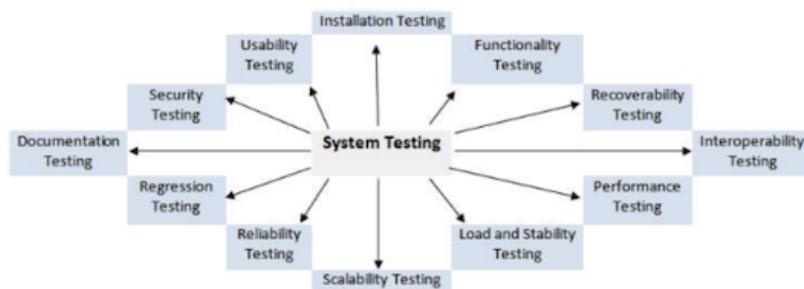 Installation Testing
Usability
Testing
Functionality
Testing
Security
Testing
Recoverability
Testing
Documentation
Testing
System Testing
Interoperability
Testing
Regression
Testing
Performance
Testing
Reliability
Testing
Load and Stability
Testing
Scalability Testing